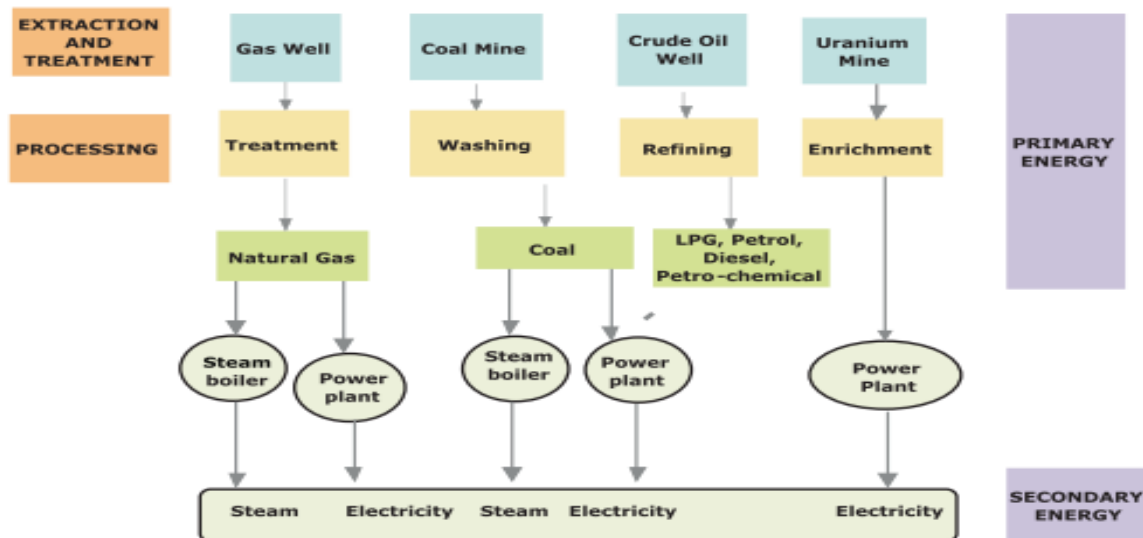 EXTRACTION
AND
TREATMENT
Gas Well
Coal Mine
Crude Oil
Well
Uranium
Mine
PROCESSING
Treatment
Washing
Refining
Enrichment
PRIMARY
ENERGY
Natural Gas
Coal
LPG, Petrol,
Diesel,
Petro-chemical
Steam
boiler
Power
plant
Steam
boiler
Power
plant
Power
Plant
Steam
Electricity
Steam
Electricity
Electricity
SECONDARY
ENERGY